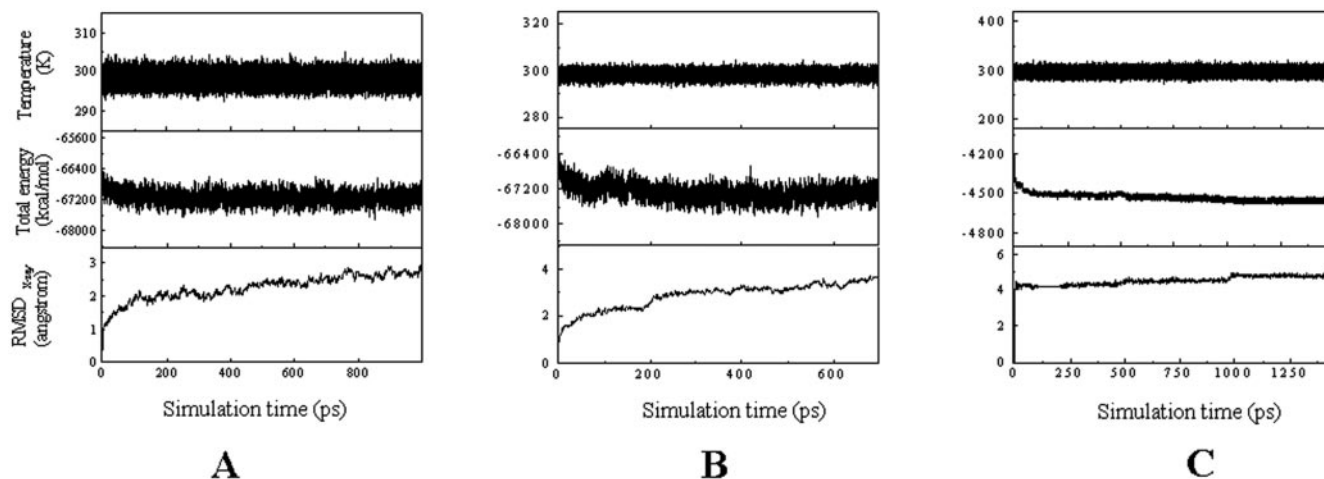 Temperature
(K)
315
300
290
320
300
280
400
300
200
Total energy
(kcal/mol)
-65600
-66400
-67200
-68000
-66400
-67200
-68000
-4200
-4500
-4800
RMSD X-ray
(angstrom)
3
2
1
0
4
2
0
6
4
2
0
0 200 400 600 800
0 200 400 600
0 250 500 750 1000 1250
Simulation time (ps)
Simulation time (ps)
Simulation time (ps)
A
B
C